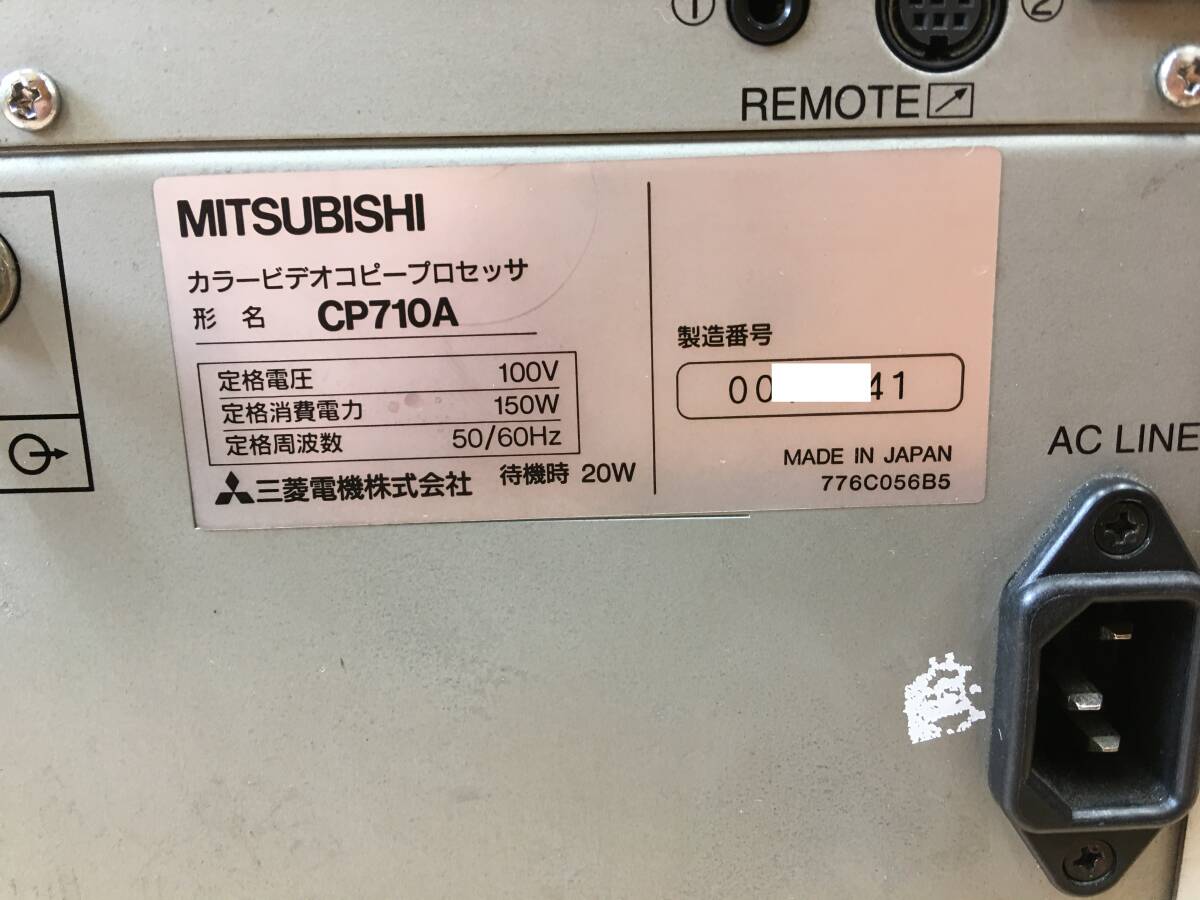 ① ②
REMOTE
MITSUBISHI
カラービデオコピープロセッサ
形 名 CP710A
定格電圧 100V
定格消費電力 150W
定格周波数 50/60Hz
三菱電機株式会社 待機時 20W
製造番号
00 41
MADE IN JAPAN
776C056B5
AC LINE